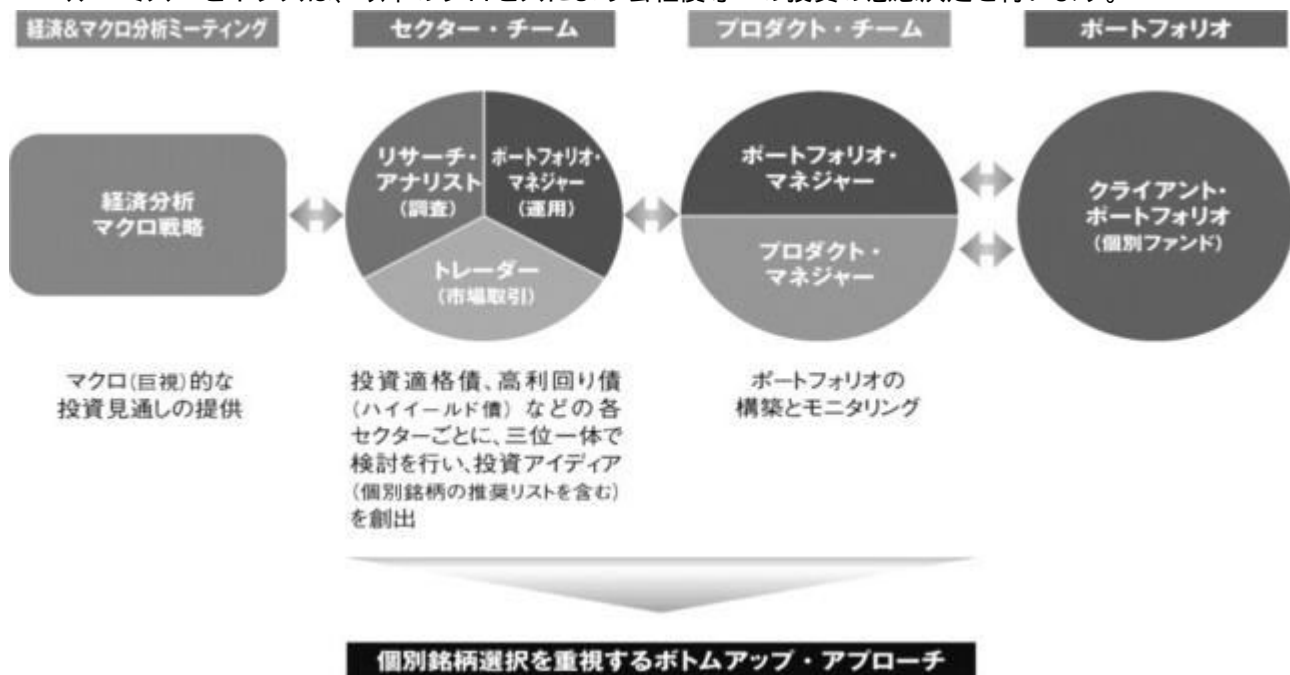 経済&マクロ分析ミーティング
セクター・チーム
プロダクト・チーム
ポートフォリオ
経済分析
マクロ戦略
リサーチ・
アナリスト
(調査)
ポートフォリオ・
マネジャー
(運用)
トレーダー
(市場取引)
ポートフォリオ・
マネジャー
プロダクト・
マネジャー
クライアント・
ポートフォリオ
(個別ファンド)
マクロ(巨視)的な
投資見通しの提供
投資適格債、高利回り債
(ハイイールド債)などの各
セクターごとに、三位一体で
検討を行い、投資アイディア
(個別銘柄の推奨リストを含む)
を創出
ポートフォリオの
構築とモニタリング
個別銘柄選択を重視するボトムアップ・アプローチ